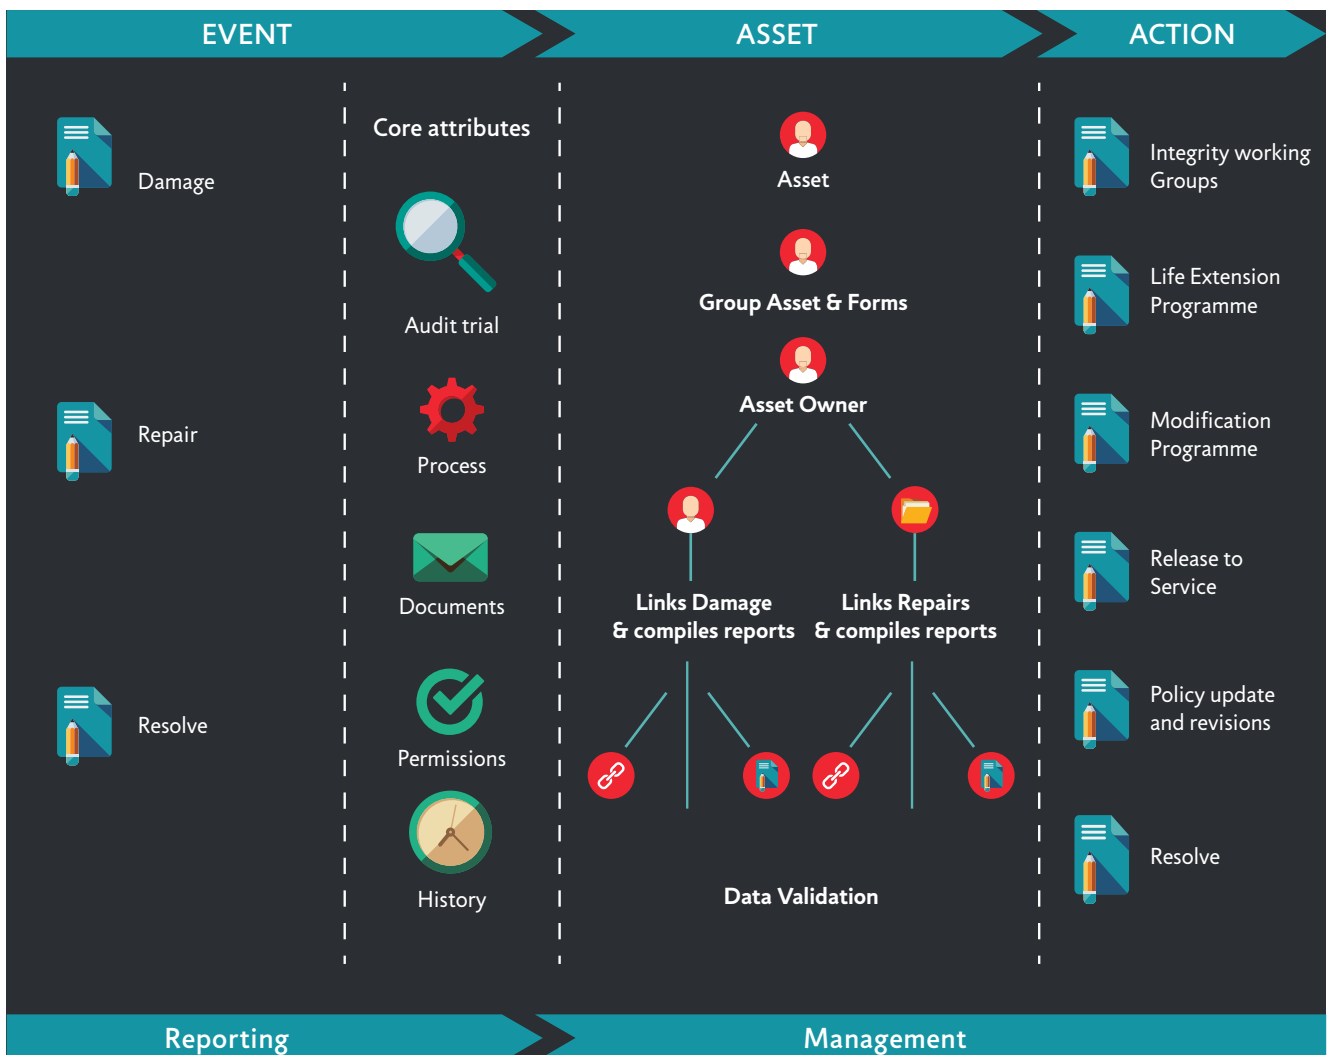 EVENT
ASSET
ACTION
Damage
Repair
Resolve
Core attributes
Audit trial
Process
Documents
Permissions
History
Asset
Group Asset & Forms
Asset Owner
Links Damage
& compiles reports
Links Repairs
& compiles reports
Data Validation
Integrity working
Groups
Life Extension
Programme
Modification
Programme
Release to
Service
Policy update
and revisions
Resolve
Reporting
Management